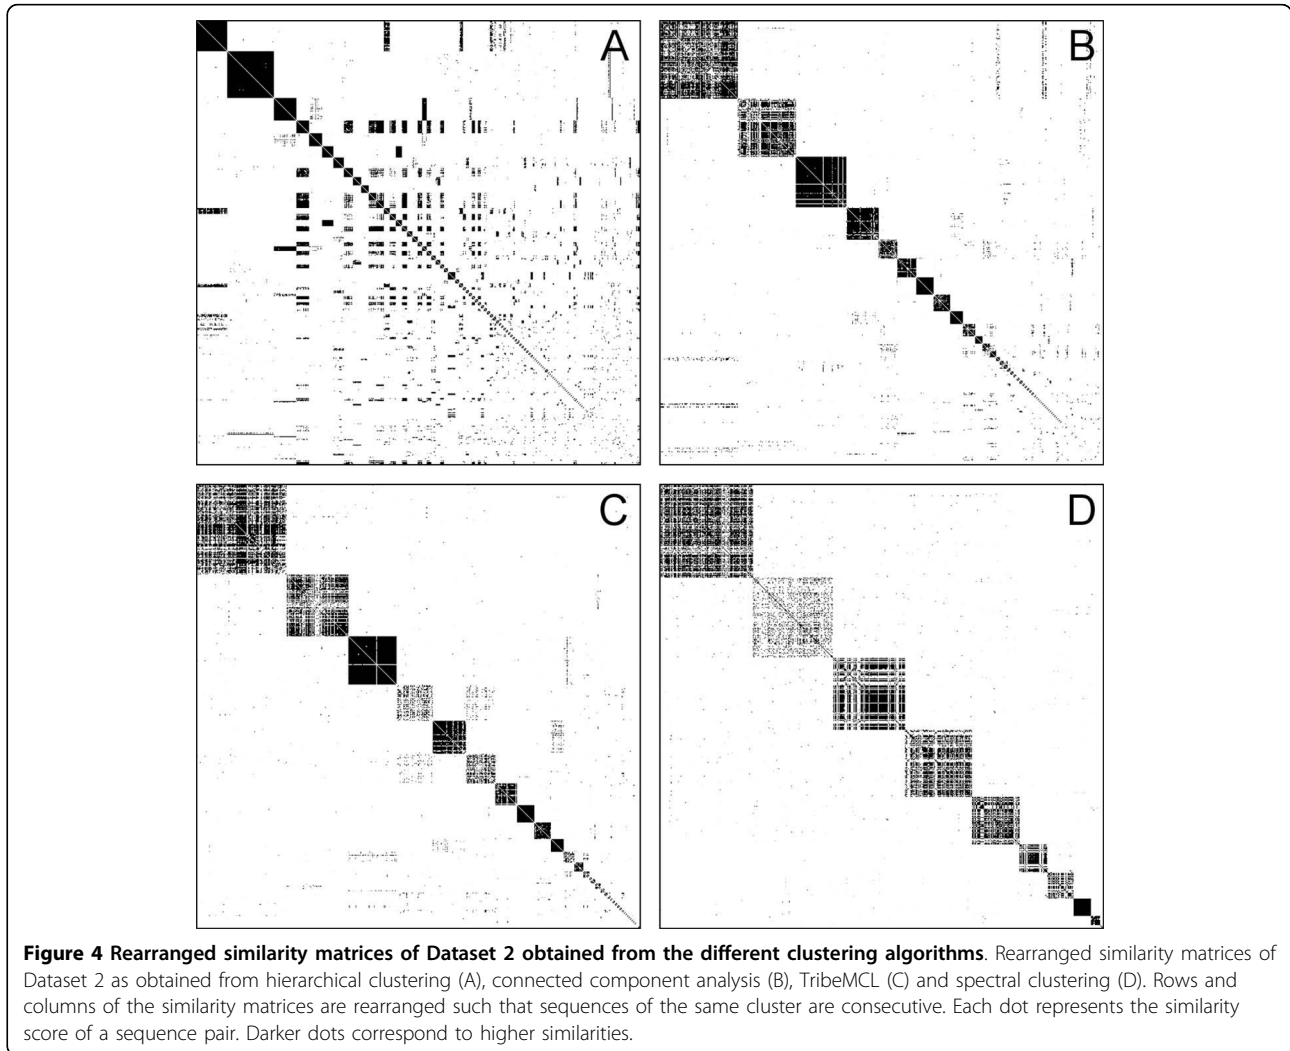 A
B
C
D
Figure 4 Rearranged similarity matrices of Dataset 2 obtained from the different clustering algorithms. Rearranged similarity matrices of
Dataset 2 as obtained from hierarchical clustering (A), connected component analysis (B), TribeMCL (C) and spectral clustering (D). Rows and
columns of the similarity matrices are rearranged such that sequences of the same cluster are consecutive. Each dot represents the similarity
score of a sequence pair. Darker dots correspond to higher similarities.